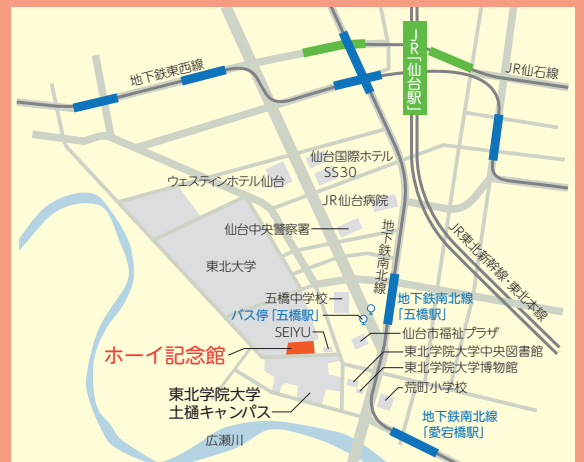 JR「仙台駅」
JR仙石線
地下鉄東西線
仙台国際ホテル
SS30
ウェスティンホテル仙台
JR仙台病院
仙台中央警察署
地下鉄南北線
JR東北新幹線・東北本線
東北大学
五橋中学校
バス停「五橋駅」
地下鉄南北線
「五橋駅」
SEIYU
仙台市福祉プラザ
ホーイ記念館
東北学院大学中央図書館
東北学院大学博物館
荒町小学校
東北学院大学
土樋キャンパス
地下鉄南北線
「愛宕橋駅」
広瀬川